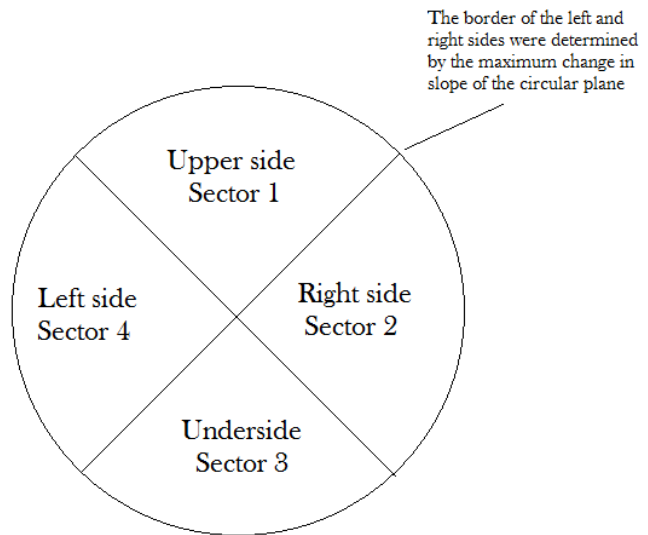 The border of the left and
right sides were determined
by the maximum change in
slope of the circular plane
Upper side
Sector 1
Left side
Sector 4
Right side
Sector 2
Underside
Sector 3